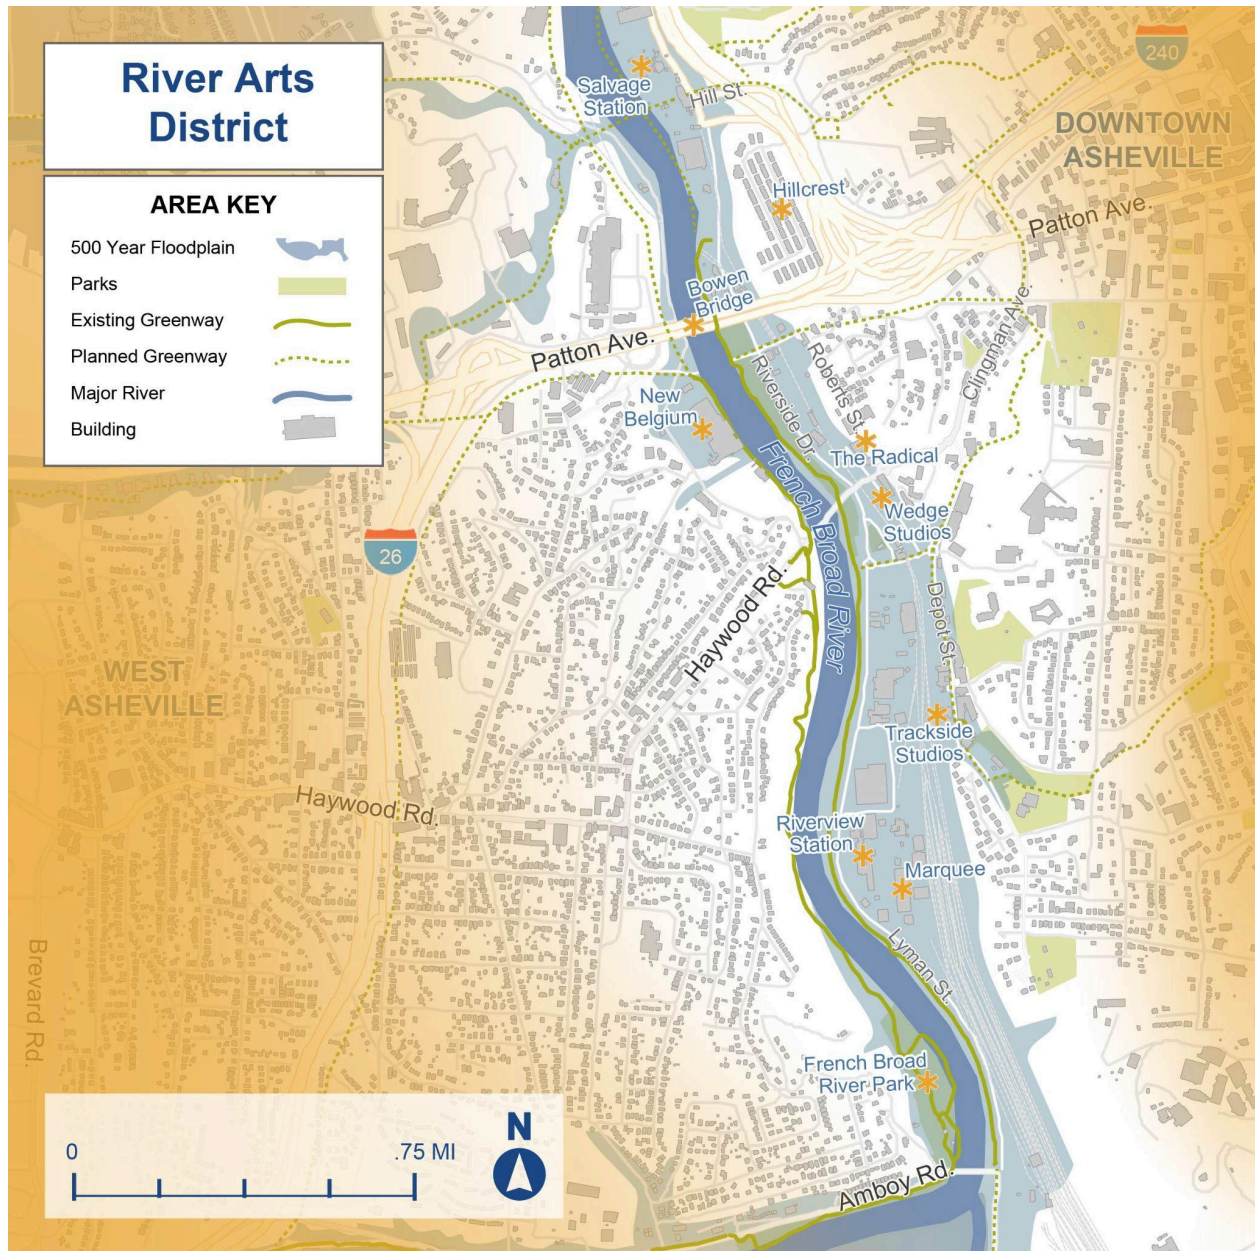 River Arts
District
AREA KEY
500 Year Floodplain
Parks
Existing Greenway
Planned Greenway
Major River
Building
240
DOWNTOWN
ASHEVILLE
Salvage
Station
Hill St.
Hillcrest
Patton Ave.
Bowen
Bridge
Patton Ave.
Clingman Ave.
Roberts St.
Riverside Dr.
New
Belgium
The Radical
French Broad River
Wedge
Studios
26
Haywood Rd.
Depot St.
WEST
ASHEVILLE
Trackside
Studios
Haywood Rd.
Riverview
Station
Marquee
Lyman St.
Brevard Rd.
French Broad
River Park
Amboy Rd.
0
.75 MI
N